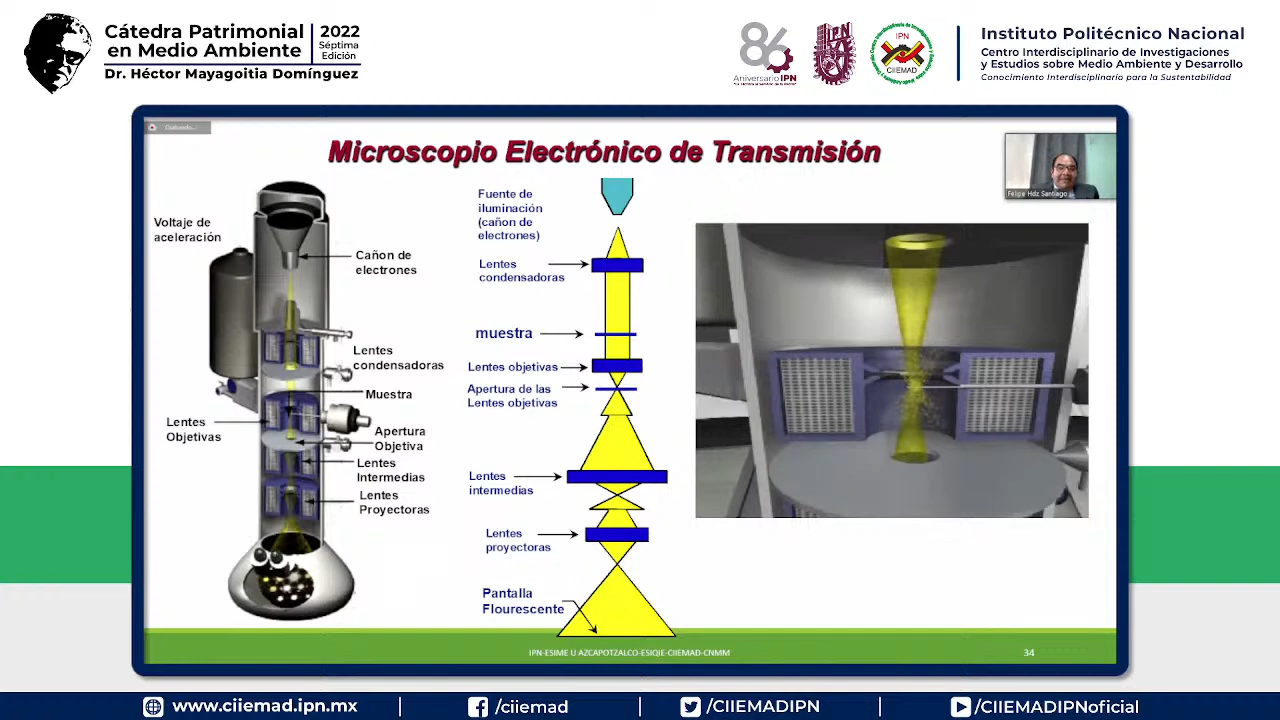 Cátedra Patrimonial
en Medio Ambiente
2022
Séptima
Edición
Dr. Héctor Mayagoitia Domínguez
86
Aniversario IPN
IPN
IPN
CIIEMAD
Instituto Politécnico Nacional
Centro Interdisciplinario de Investigaciones
y Estudios sobre Medio Ambiente y Desarrollo
Conocimiento Interdisciplinario para la Sustentabilidad
Microscopio Electrónico de Transmisión
Felipe Hdz Santiago
Voltaje de
aceleración
Cañon de
electrones
Lentes
condensadoras
Muestra
Lentes
Objetivas
Apertura
Objetiva
Lentes
Intermedias
Lentes
Proyectoras
Fuente de
iluminación
(cañon de
electrones)
Lentes
condensadoras
muestra
Lentes objetivas
Apertura de las
Lentes objetivas
Lentes
intermedias
Lentes
proyectoras
Pantalla
Flourescente
IPN-ESIME U AZCAPOTZALCO-ESIQIE-CIIEMAD-CNMM
34
www.ciiemad.ipn.mx
/ciiemad
/CIIEMADIPN
/CIIEMADIPNoficial